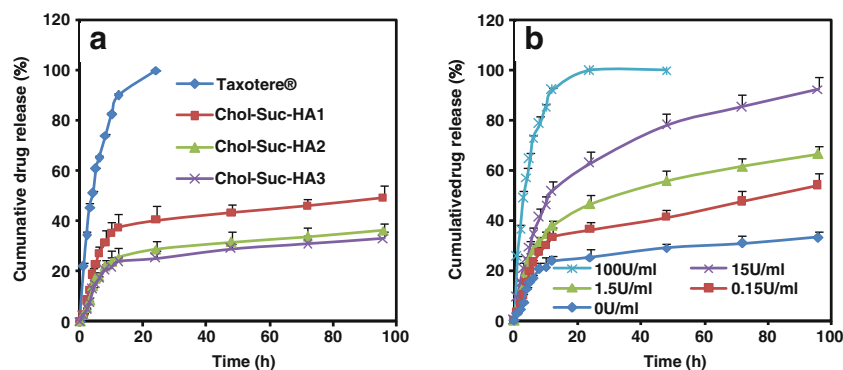 a
Cumunative drug release (%)
120
100
80
60
40
20
0
0
20
40
60
80
100
Time (h)
Taxotere®
Chol-Suc-HA1
Chol-Suc-HA2
Chol-Suc-HA3
b
Cumulativedrug release (%)
120
100
80
60
40
20
0
0
20
40
60
80
100
Time (h)
100U/ml 15U/ml
1.5U/ml 0.15U/ml
0U/ml